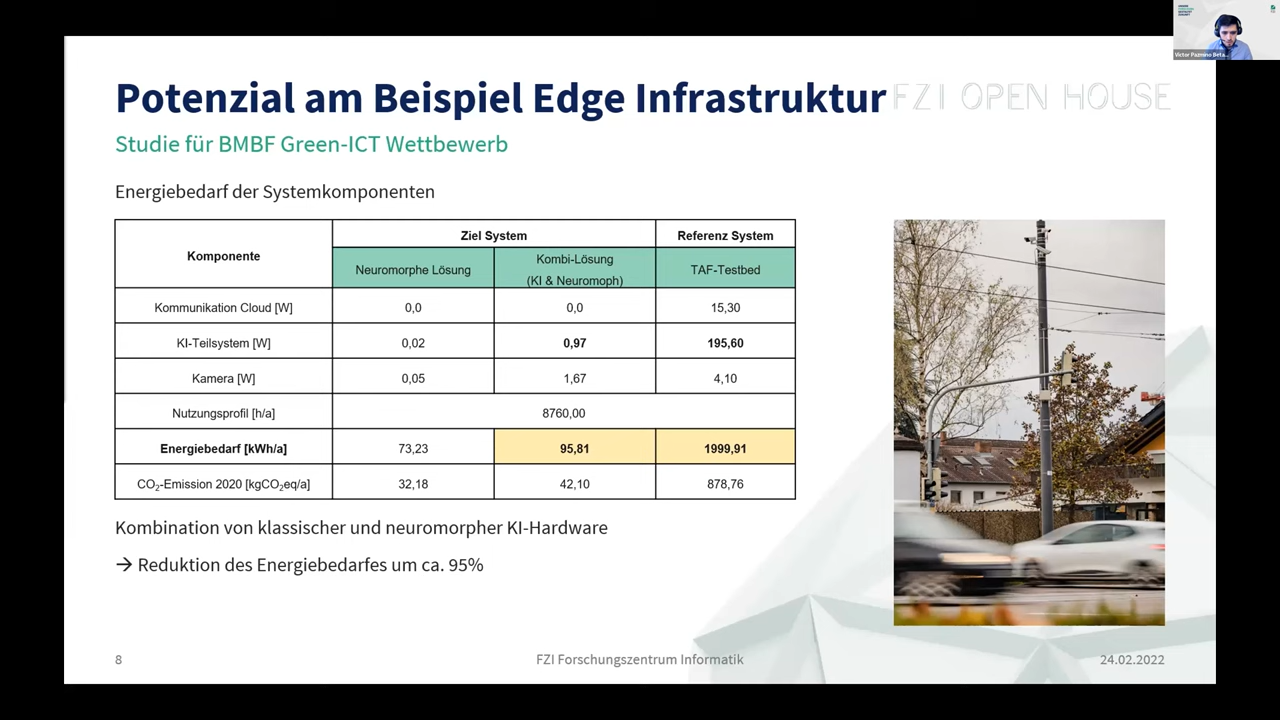 Potenzial am Beispiel Edge Infrastruktur
FZI OPEN HOUSE
Studie für BMBF Green-ICT Wettbewerb
Energiebedarf der Systemkomponenten
Komponente
Ziel System
Referenz System
Neuromorphe Lösung
Kombi-Lösung
(KI & Neuromoph)
TAF-Testbed
Kommunikation Cloud [W] 0,0 0,0 15,30
KI-Teilsystem [W] 0,02 0,97 195,60
Kamera [W] 0,05 1,67 4,10
Nutzungsprofil [h/a] 8760,00
Energiebedarf [kWh/a] 73,23 95,81 1999,91
CO₂-Emission 2020 [kgCO₂eq/a] 32,18 42,10 878,76
Kombination von klassischer und neuromorpher KI-Hardware
→ Reduktion des Energiebedarfes um ca. 95%
8
FZI Forschungszentrum Informatik
24.02.2022